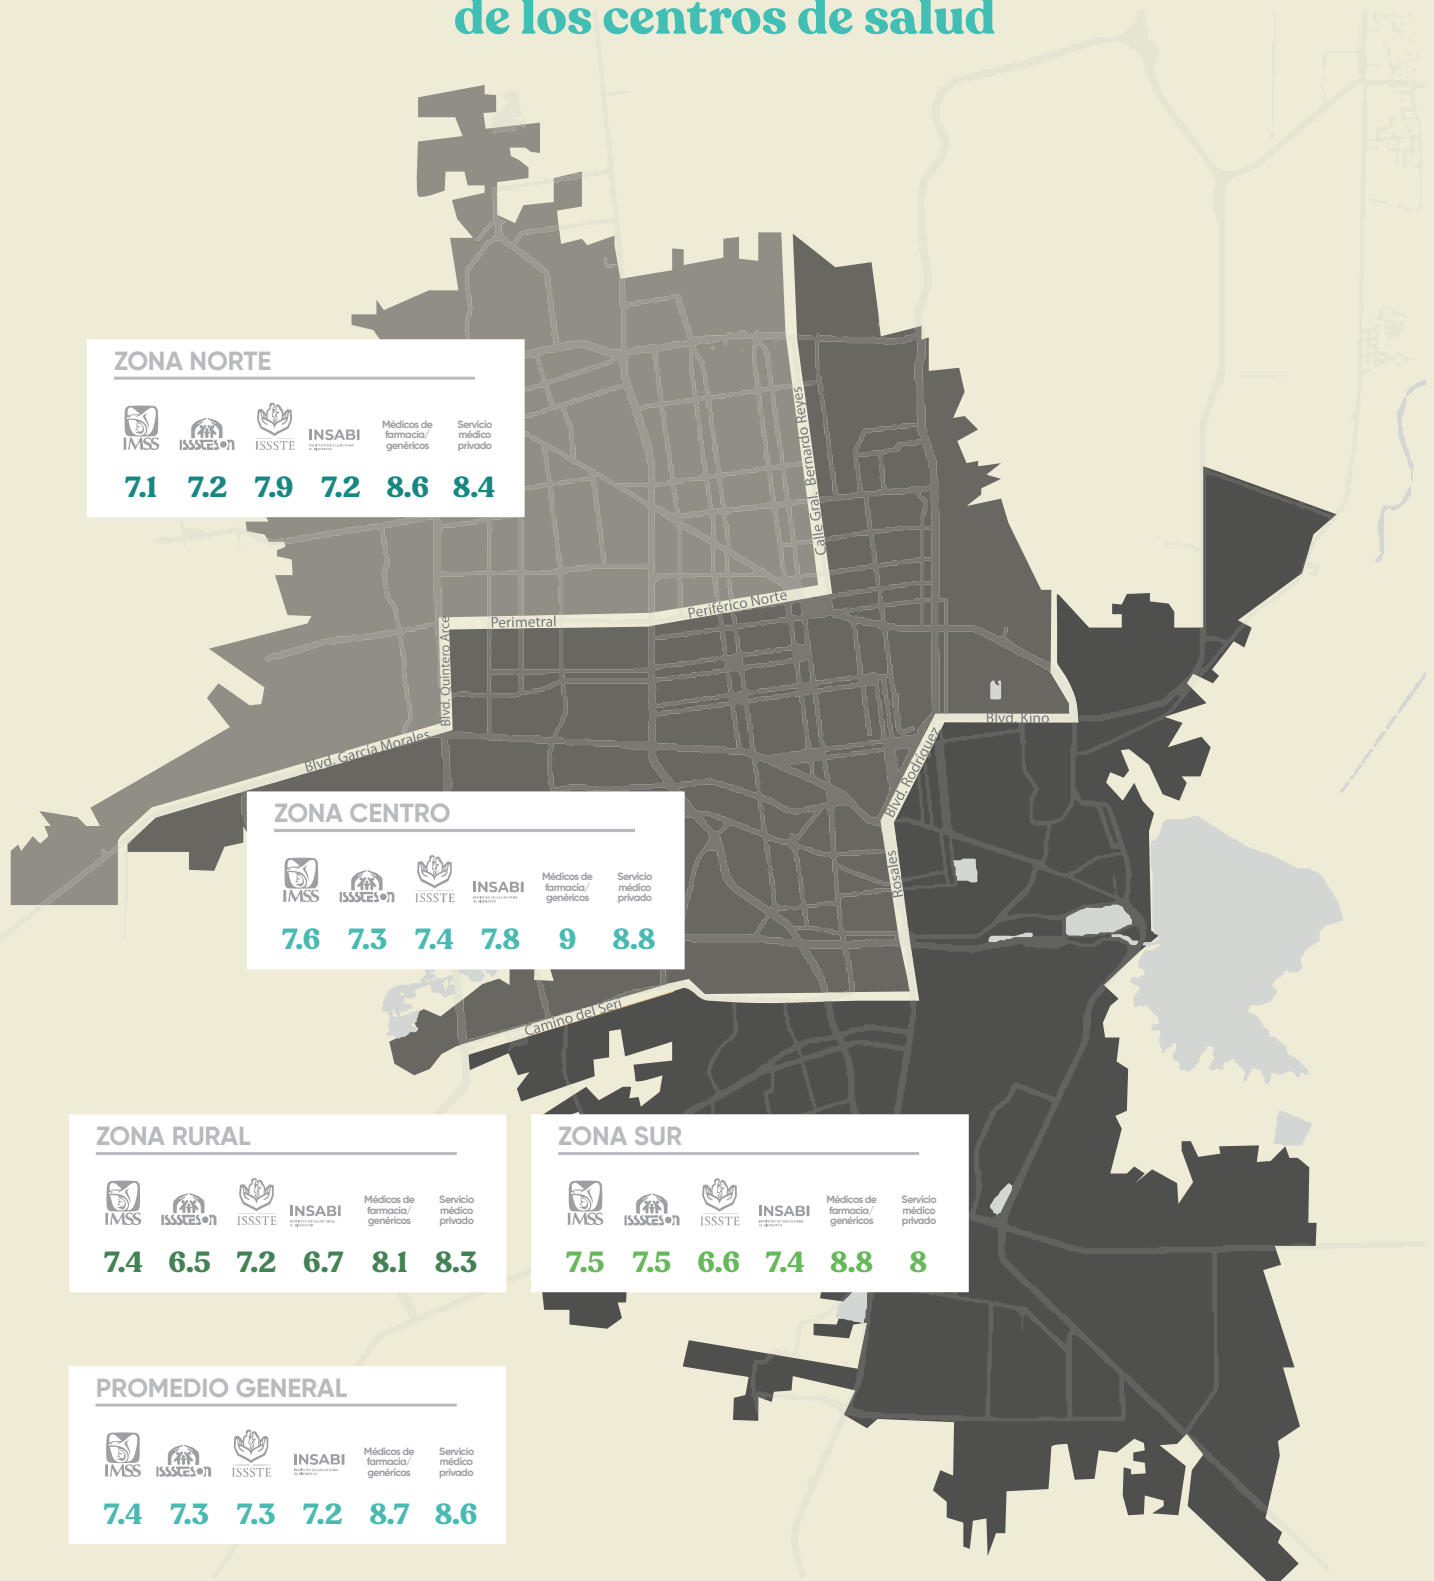 de los centros de salud
Calle Gral. Bernardo Reyes
ZONA NORTE
IMSS ISSSTESON ISSSTE INSABI Médicos de farmacia/ genéricos Servicio médico privado
7.1 7.2 7.9 7.2 8.6 8.4
Periférico Norte
Perimetral
Blvd. Quintero Arce
Blvd. García Morales
Blvd. Kino
Blvd. Rodríguez
Rosales
ZONA CENTRO
IMSS ISSSTESON ISSSTE INSABI Médicos de farmacia/ genéricos Servicio médico privado
7.6 7.3 7.4 7.8 9 8.8
Camino del Seri
ZONA RURAL
IMSS ISSSTESON ISSSTE INSABI Médicos de farmacia/ genéricos Servicio médico privado
7.4 6.5 7.2 6.7 8.1 8.3
ZONA SUR
IMSS ISSSTESON ISSSTE INSABI Médicos de farmacia/ genéricos Servicio médico privado
7.5 7.5 6.6 7.4 8.8 8
PROMEDIO GENERAL
IMSS ISSSTESON ISSSTE INSABI Médicos de farmacia/ genéricos Servicio médico privado
7.4 7.3 7.3 7.2 8.7 8.6